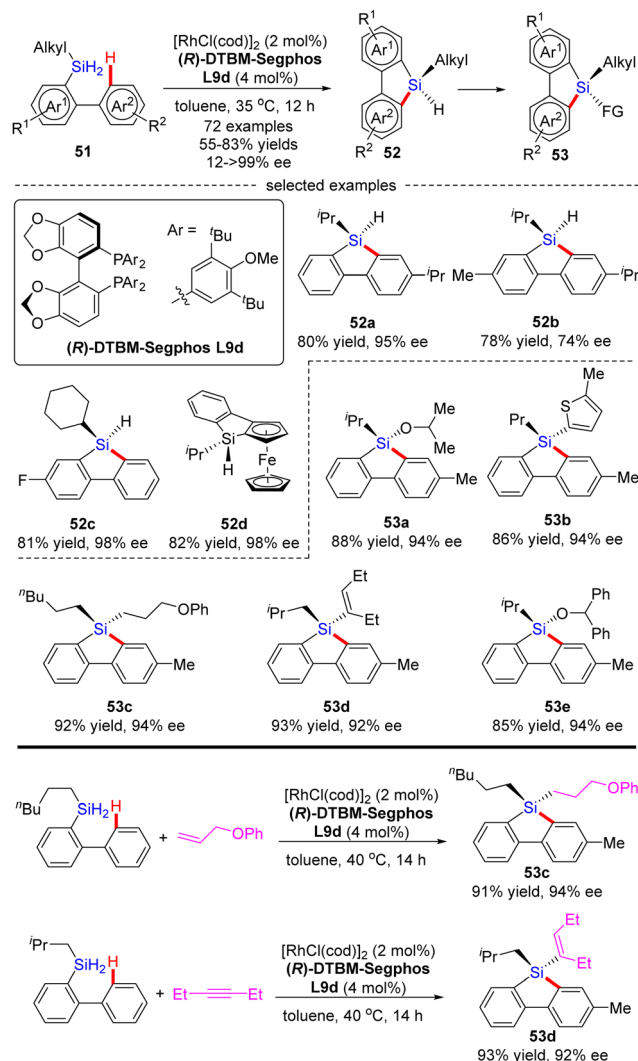 Alkyl
SiH2 H
Ar1 Ar2
R1 R2
51
[RhCl(cod)]2 (2 mol%)
(R)-DTBM-Segphos
L9d (4 mol%)
toluene, 35 oC, 12 h
72 examples
55-83% yields
12->99% ee
R1
Ar1
Alkyl
Si
H
Ar2
R2
52
R1
Ar1
Alkyl
Si
FG
Ar2
R2
53
selected examples
O
O
PAr2
PAr2
O
O
Ar =
tBu
OMe
tBu
(R)-DTBM-Segphos L9d
iPr H
Si
iPr
52a
80% yield, 95% ee
iPr H
Si
Me iPr
52b
78% yield, 74% ee
H
Si
F
52c
81% yield, 98% ee
Si
iPr H Fe
52d
82% yield, 98% ee
iPr O Me
Me
Si
Me
53a
88% yield, 94% ee
Me
S
Pr
Si
Me
53b
86% yield, 94% ee
nBu OPh
Si
Me
53c
92% yield, 94% ee
Et
iPr Et
Si
Me
53d
93% yield, 92% ee
Ph
iPr O Ph
Si
Me
53e
85% yield, 94% ee
nBu
SiH2 H
+ OPh
[RhCl(cod)]2 (2 mol%)
(R)-DTBM-Segphos
L9d (4 mol%)
toluene, 40 oC, 14 h
nBu OPh
Si
Me
53c
91% yield, 94% ee
iPr
SiH2 H
+ Et Et
[RhCl(cod)]2 (2 mol%)
(R)-DTBM-Segphos
L9d (4 mol%)
toluene, 40 oC, 14 h
Et
iPr Et
Si
Me
53d
93% yield, 92% ee